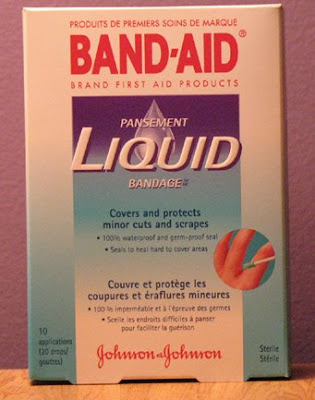 PRODUITS DE PREMIERS SOINS DE MARQUE
BAND-AID®
BRAND FIRST AID PRODUCTS
PANSEMENT
LIQUID
BANDAGE™
Covers and protects
minor cuts and scrapes
• 100% waterproof and germ-proof seal
• Seals to heal hard to cover areas
Couvre et protège les
coupures et éraflures mineures
• 100 % imperméable et à l'épreuve des germes
• Scelle les endroits difficiles à panser
pour faciliter la guérison
10
applications
(20 drops/
gouttes)
Johnson & Johnson
Sterile
Stérile